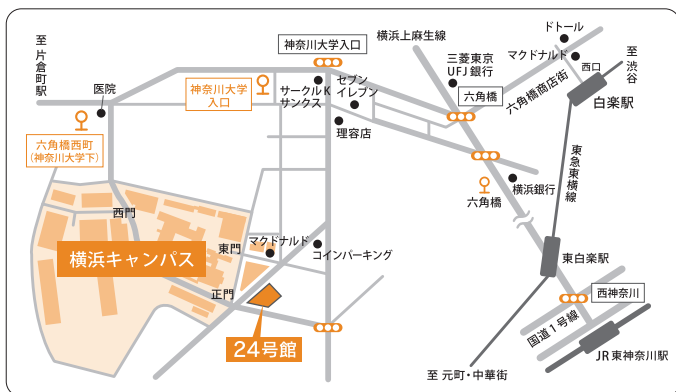 至 片倉町駅
医院
神奈川大学
入口
神奈川大学入口
サークルK
サンクス
セブン
イレブン
理容店
横浜上麻生線
三菱東京
UFJ 銀行
六角橋
ドトール
マクドナルド
西口
至 渋谷
白楽駅
六角橋商店街
東急東横線
六角橋西町
(神奈川大学下)
横浜銀行
六角橋
西門
横浜キャンパス
東門
マクドナルド
コインパーキング
正門
24号館
東白楽駅
西神奈川
国道1号線
JR 東神奈川駅
至 元町・中華街